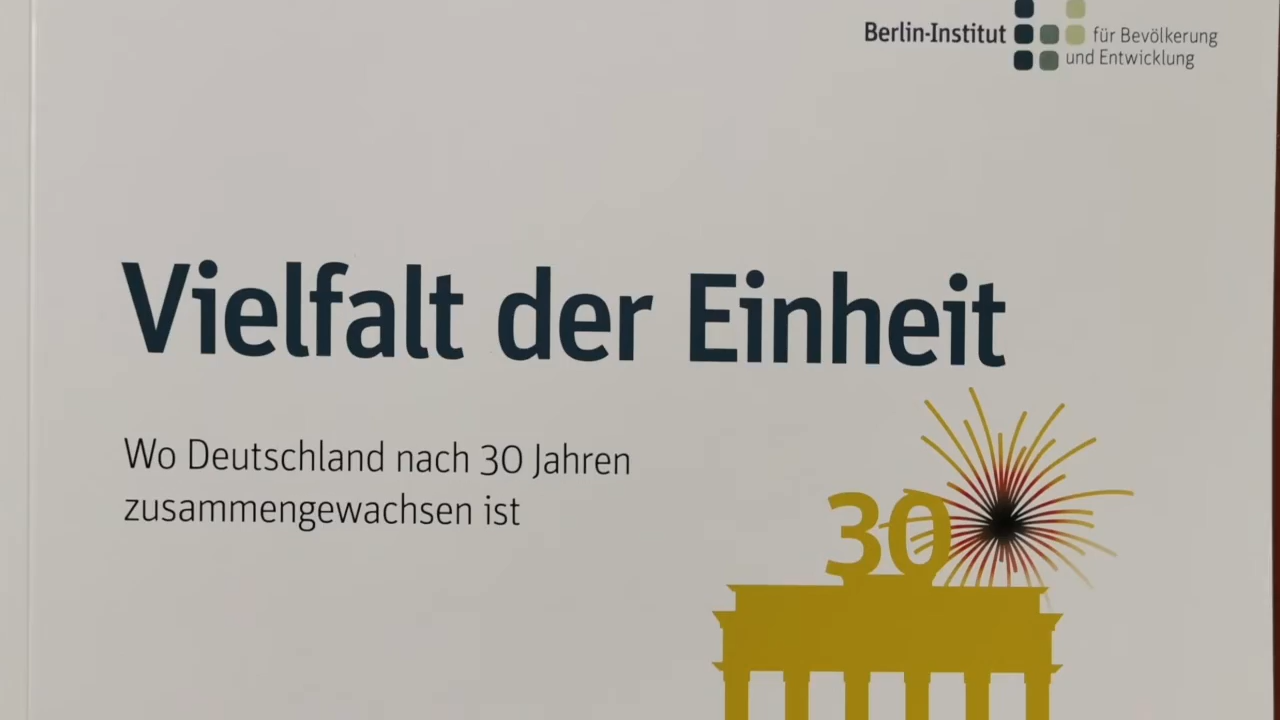 Berlin-Institut
für Bevölkerung
und Entwicklung
Vielfalt der Einheit
Wo Deutschland nach 30 Jahren
zusammengewachsen ist
30